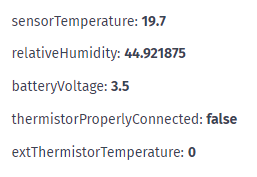 sensorTemperature: 19.7
relativeHumidity: 44.921875
batteryVoltage: 3.5
thermistorProperlyConnected: false
extThermistorTemperature: 0